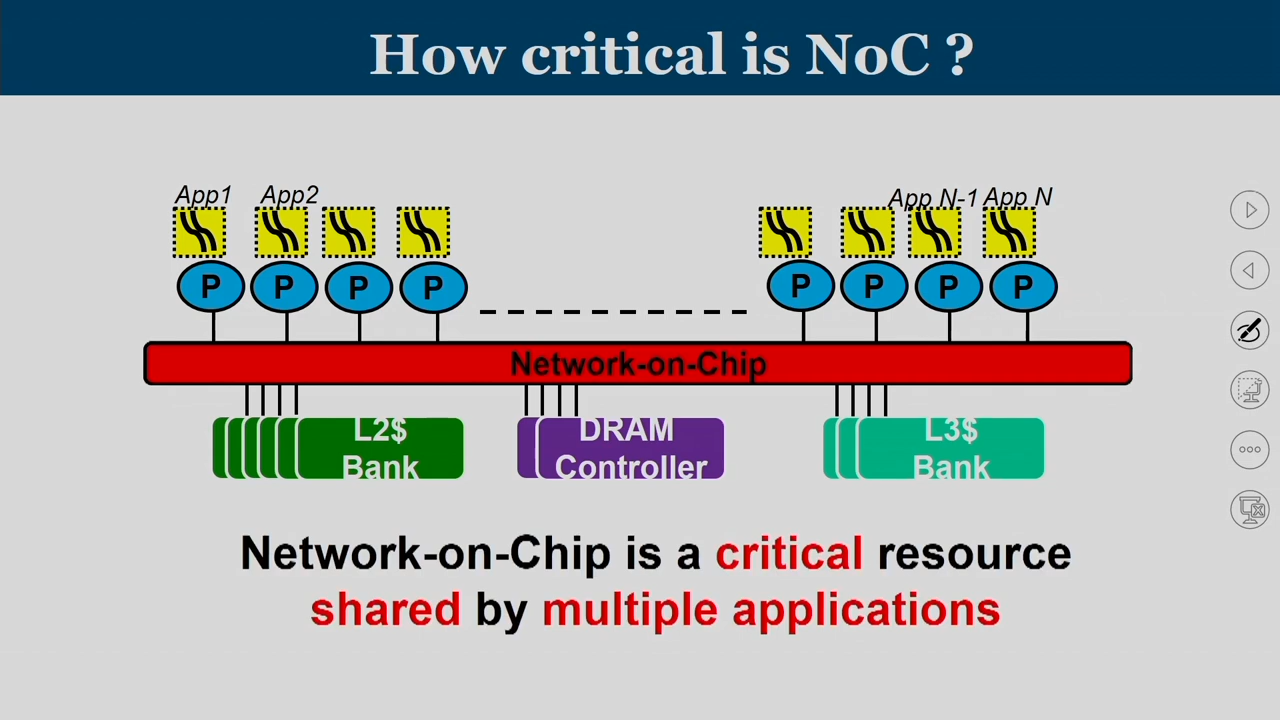 How critical is NoC ?
App1 App2 App N-1 App N
P P P P P P P P
Network-on-Chip
L2$ Bank
DRAM Controller
L3$ Bank
Network-on-Chip is a critical resource
shared by multiple applications